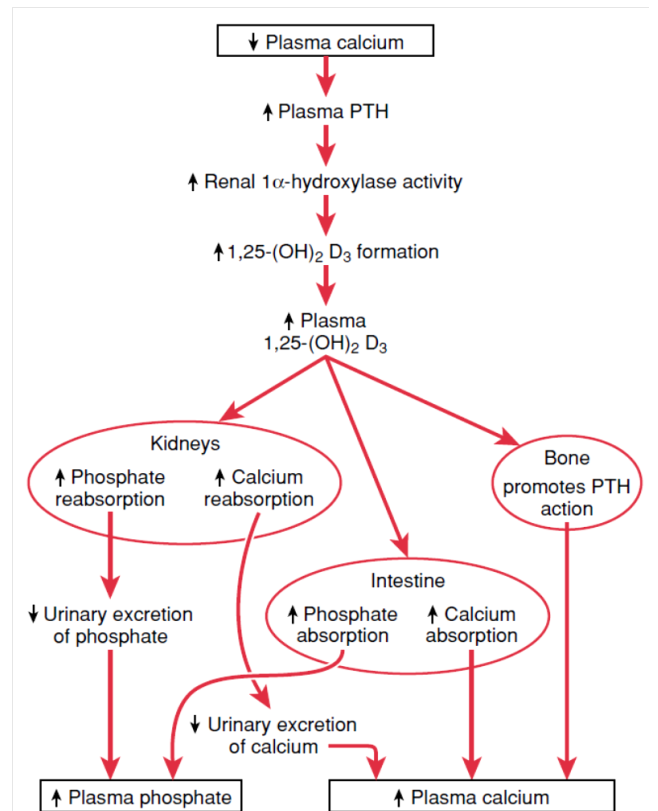 ↓ Plasma calcium
↑ Plasma PTH
↑ Renal 1α-hydroxylase activity
↑ 1,25-(OH)₂ D₃ formation
↑ Plasma
1,25-(OH)₂ D₃
Kidneys
↑ Phosphate
reabsorption
↑ Calcium
reabsorption
Bone
promotes PTH
action
Intestine
↑ Phosphate
absorption
↑ Calcium
absorption
↓ Urinary excretion
of phosphate
↓ Urinary excretion
of calcium
↑ Plasma phosphate
↑ Plasma calcium